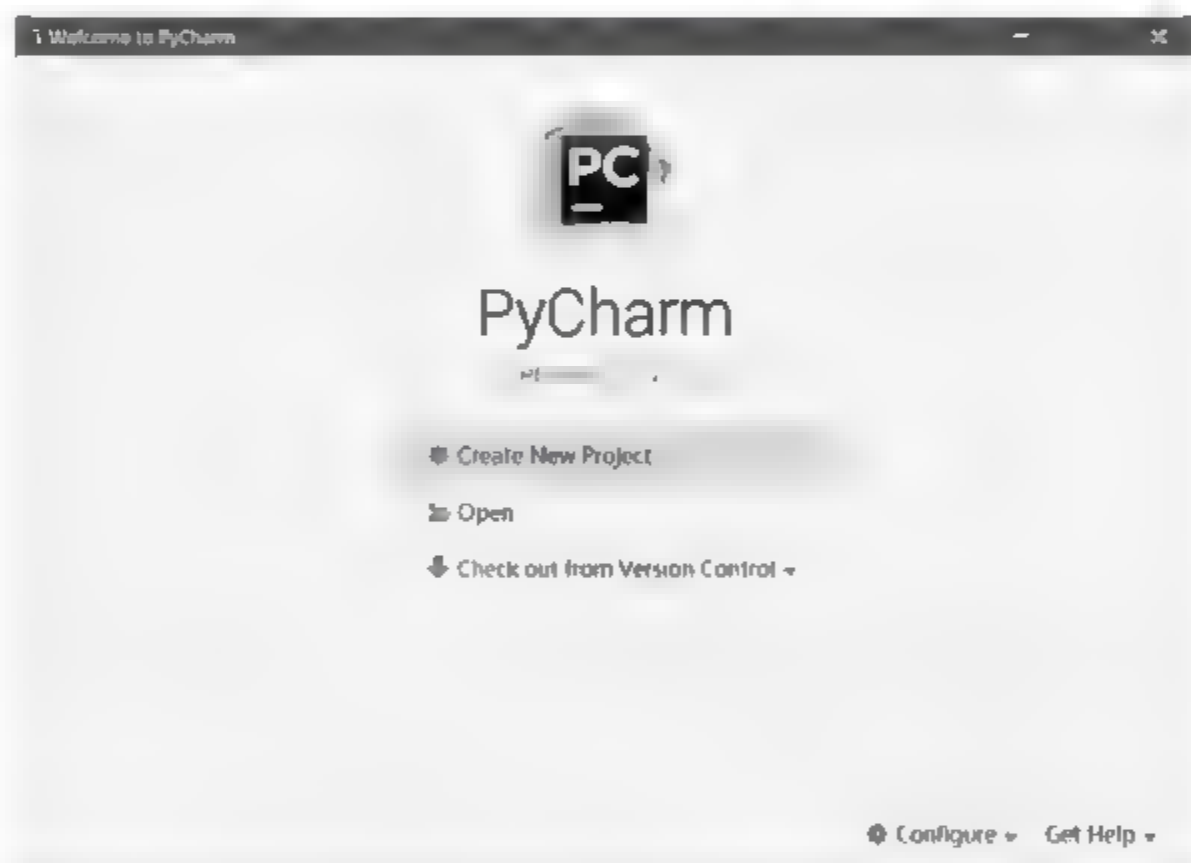 Welcome to PyCharm
PC
PyCharm
Create New Project
Open
Check out from Version Control
Configure
Get Help